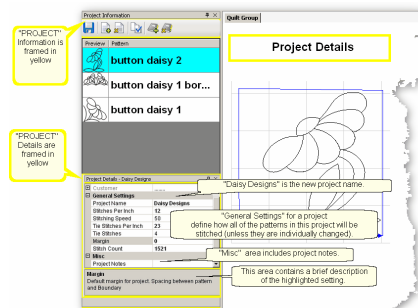 "PROJECT"
Information is
framed in
yellow
Project Information
Preview
Pattern
button daisy 2
button daisy 1 bor...
button daisy 1
Quilt Group
Project Details
"PROJECT"
Details are
framed in
yellow
Project Details - Daisy Designs
Customer
General Settings
Project Name Daisy Designs
Stitches Per Inch 12
Stitching Speed 50
Tie Stitches Per Inch 23
Tie Stitches 4
Margin 0
Stitch Count 1521
Misc
Project Notes
Margin
Default margin for project. Spacing between pattern
and Boundary
"Daisy Designs" is the new project name.
"General Settings" for a project
define how all of the patterns in this project will be
stitched (unless they are individually changed).
"Misc" area includes project notes.
This area contains a brief description
of the highlighted setting.